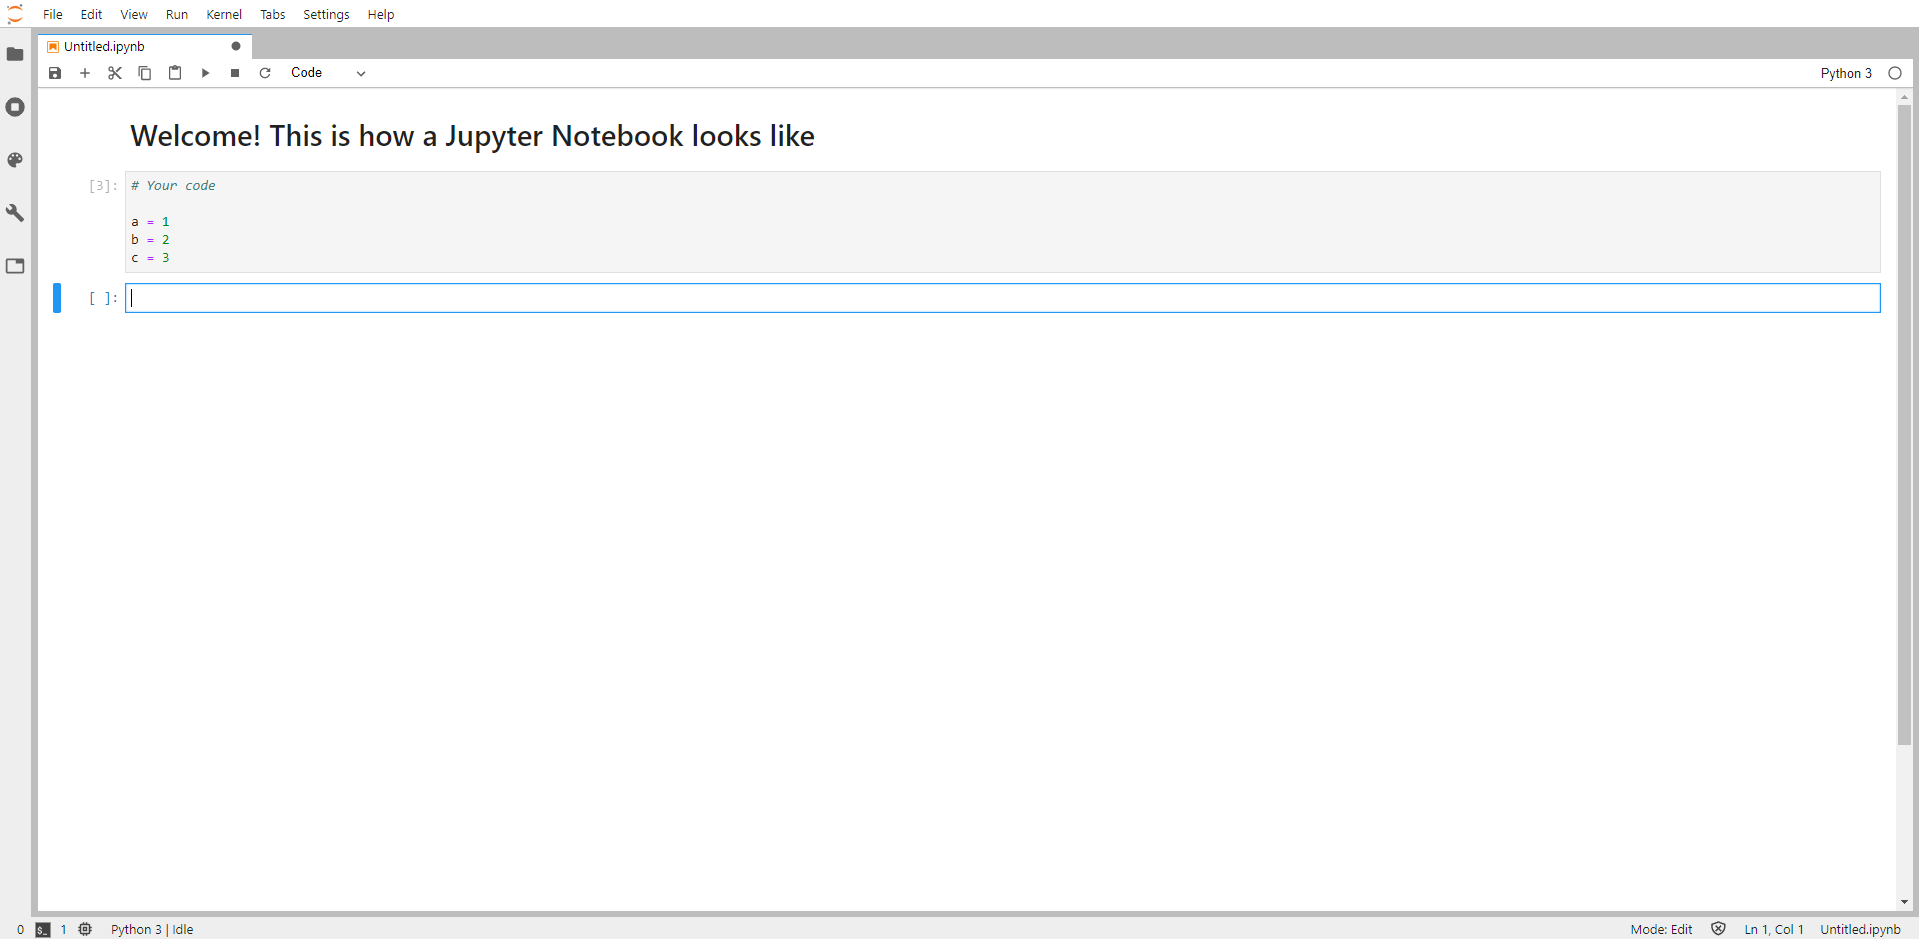 File Edit View Run Kernel Tabs Settings Help
Untitled.ipynb
Code Python 3
Welcome! This is how a Jupyter Notebook looks like
[3]: # Your code
a = 1
b = 2
c = 3
[ ]:
0 $_ 1 Python 3 | Idle Mode: Edit Ln 1, Col 1 Untitled.ipynb